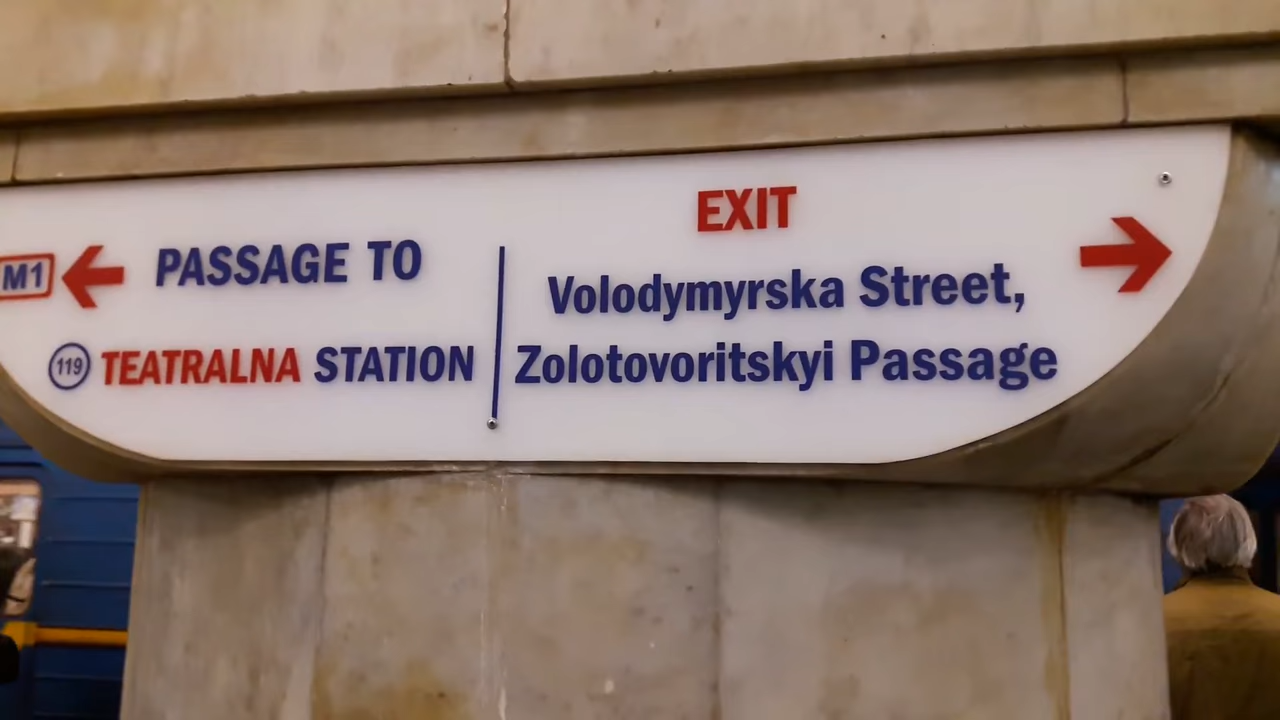 M1 PASSAGE TO
119 TEATRALNA STATION
EXIT
Volodymyrska Street,
Zolotovoritskyi Passage